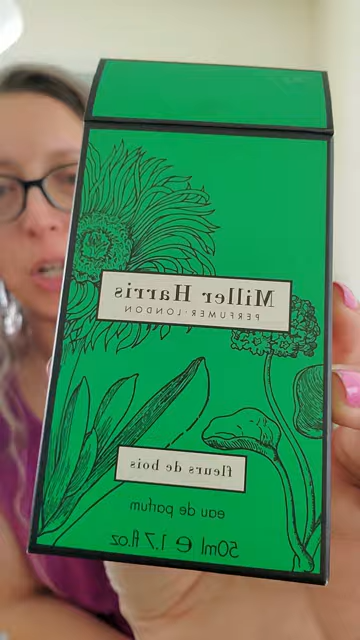 Miller Harris
PERFUMER · LONDON
fleurs de bois
eau de parfum
50ml ℮ 1.7 fl.oz